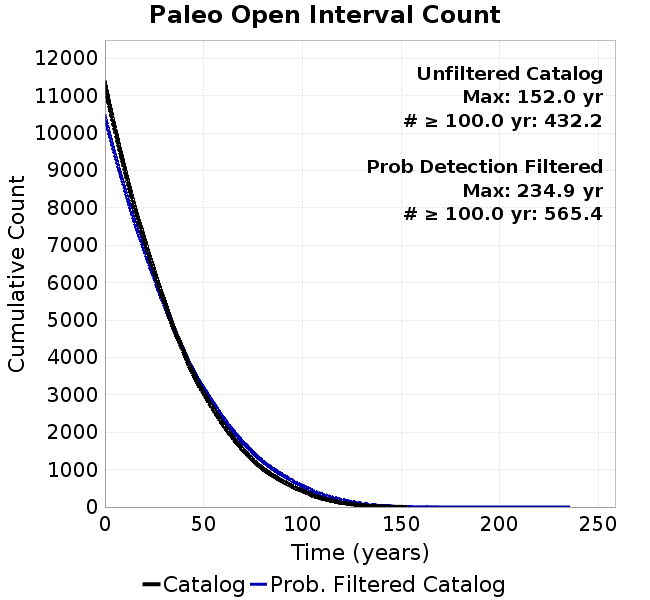 Paleo Open Interval Count
Cumulative Count
12000
11000
10000
9000
8000
7000
6000
5000
4000
3000
2000
1000
0
Unfiltered Catalog
Max: 152.0 yr
# ≥ 100.0 yr: 432.2
Prob Detection Filtered
Max: 234.9 yr
# ≥ 100.0 yr: 565.4
0 50 100 150 200 250
Time (years)
Catalog Prob. Filtered Catalog